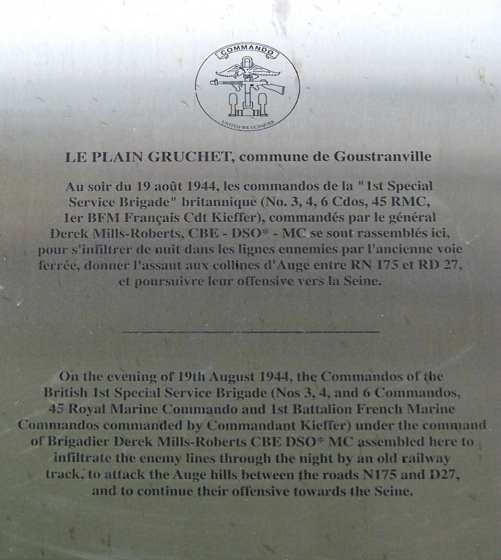 COMMANDO
UNITED WE CONQUER
LE PLAIN GRUCHET, commune de Goustranville
Au soir du 19 août 1944, les commandos de la "1st Special
Service Brigade" britannique (No. 3, 4, 6 Cdos, 45 RMC,
1er BFM Français Cdt Kieffer), commandés par le général
Derek Mills-Roberts, CBE - DSO* - MC se sont rassemblés ici,
pour s'infiltrer de nuit dans les lignes ennemies par l'ancienne voie
ferrée, donner l'assaut aux collines d'Auge entre RN 175 et RD 27,
et poursuivre leur offensive vers la Seine.
On the evening of 19th August 1944, the Commandos of the
British 1st Special Service Brigade (Nos 3, 4, and 6 Commandos,
45 Royal Marine Commando and 1st Battalion French Marine
Commandos commanded by Commandant Kieffer) under the command
of Brigadier Derek Mills-Roberts CBE DSO* MC assembled here to
infiltrate the enemy lines through the night by an old railway
track, to attack the Auge hills between the roads N175 and D27,
and to continue their offensive towards the Seine.